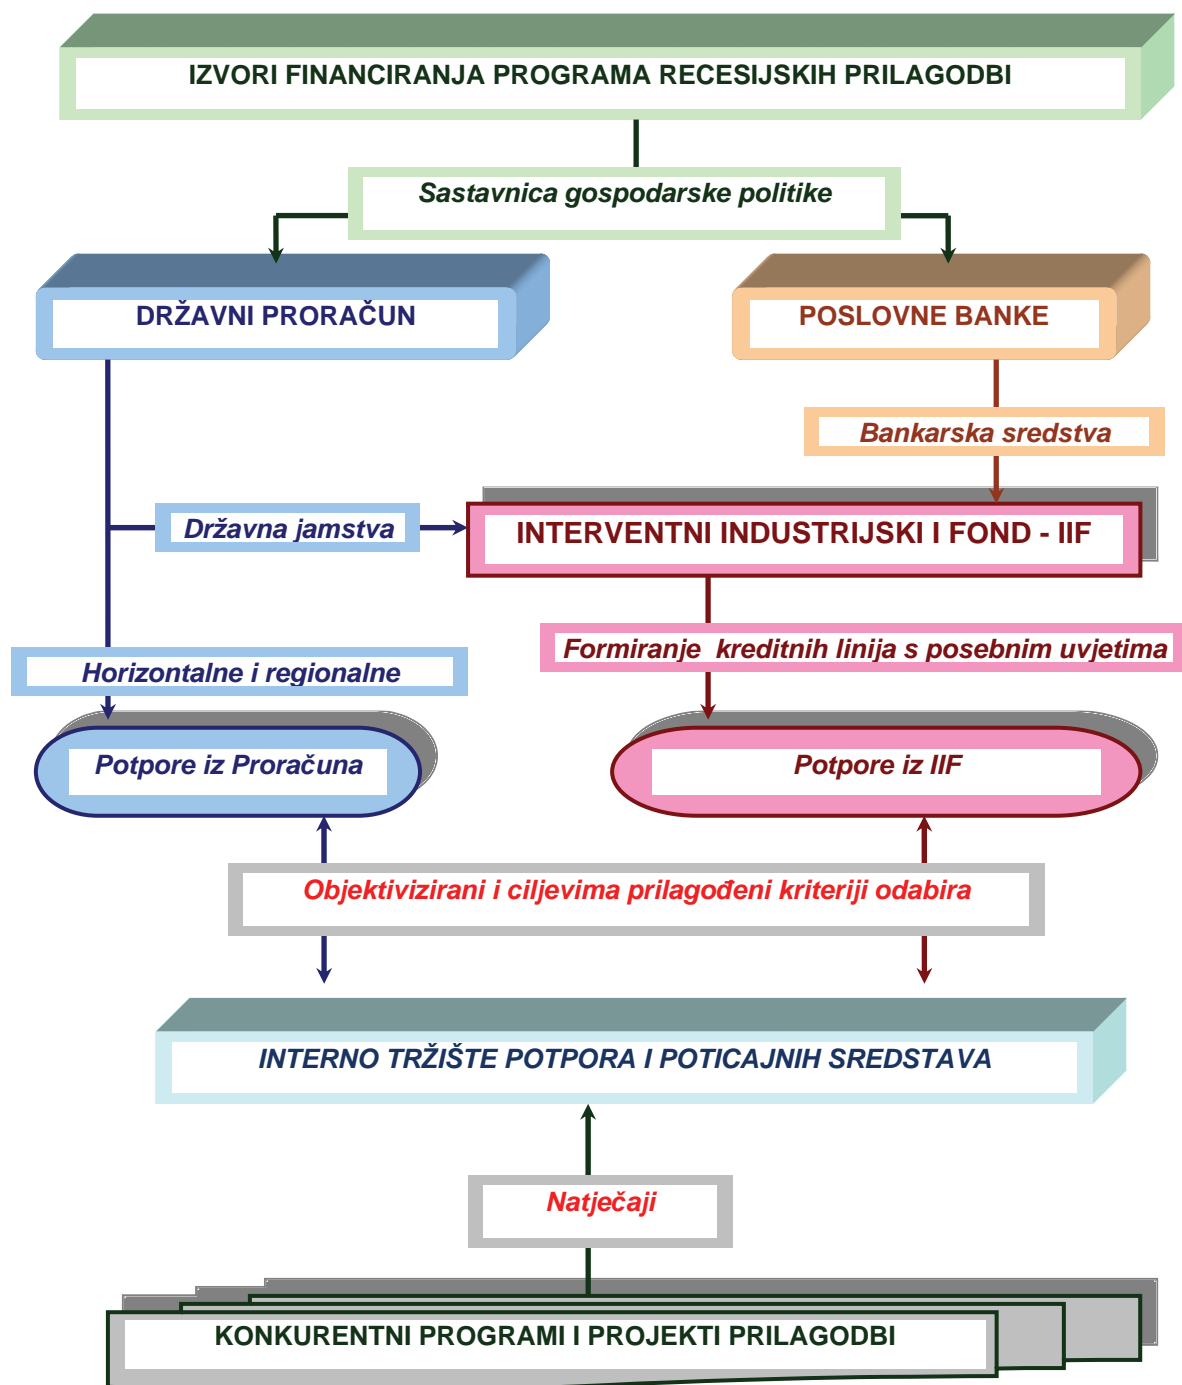 IZVORI FINANCIRANJA PROGRAMA RECESIJSKIH PRILAGODBI
Sastavnica gospodarske politike
DRŽAVNI PRORAČUN
POSLOVNE BANKE
Bankarska sredstva
Državna jamstva
INTERVENTNI INDUSTRIJSKI I FOND - IIF
Formiranje kreditnih linija s posebnim uvjetima
Horizontalne i regionalne
Potpore iz Proračuna
Potpore iz IIF
Objektivizirani i ciljevima prilagođeni kriteriji odabira
INTERNO TRŽIŠTE POTPORA I POTICAJNIH SREDSTAVA
Natječaji
KONKURENTNI PROGRAMI I PROJEKTI PRILAGODBI